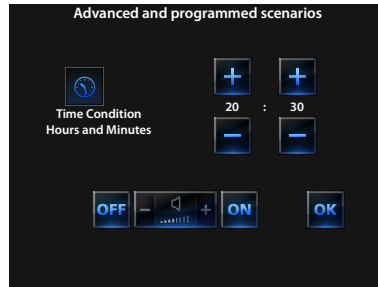 Advanced and programmed scenarios
+ +
20 : 30
Time Condition
Hours and Minutes
− −
OFF − + ON OK